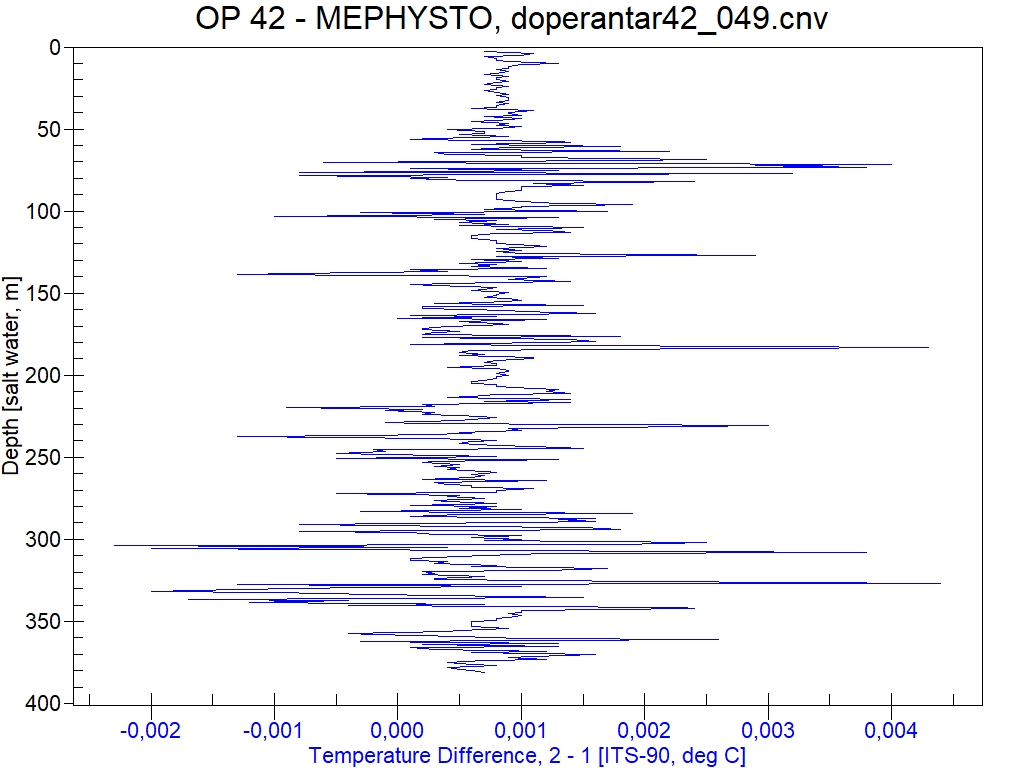 OP 42 - MEPHYSTO, doperantar42_049.cnv
0
50
100
150
200
250
300
350
400
Depth [salt water, m]
-0,002 -0,001 0,000 0,001 0,002 0,003 0,004
Temperature Difference, 2 - 1 [ITS-90, deg C]